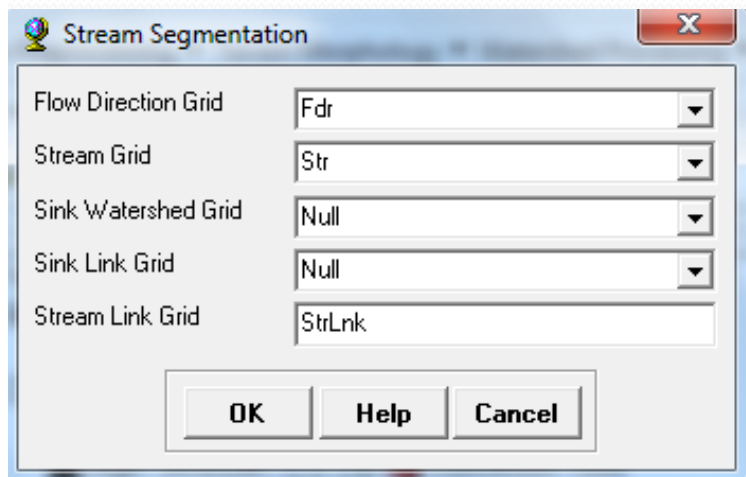 Stream Segmentation
Flow Direction Grid Fdr
Stream Grid Str
Sink Watershed Grid Null
Sink Link Grid Null
Stream Link Grid StrLnk
OK Help Cancel